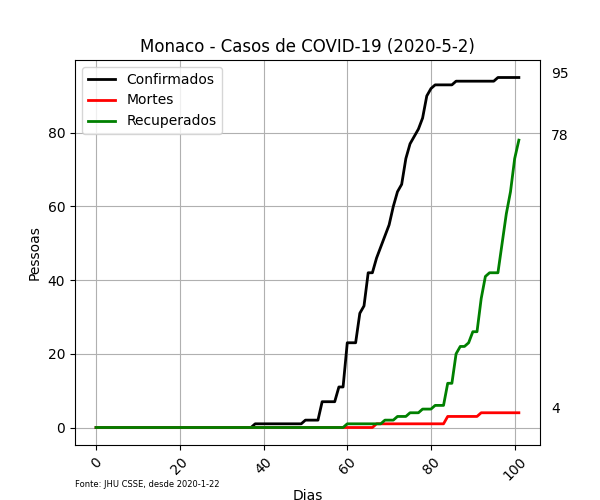 Monaco - Casos de COVID-19 (2020-5-2)
Confirmados
Mortes
Recuperados
95
78
4
80
60
40
20
0
Pessoas
0 20 40 60 80 100
Fonte: JHU CSSE, desde 2020-1-22
Dias